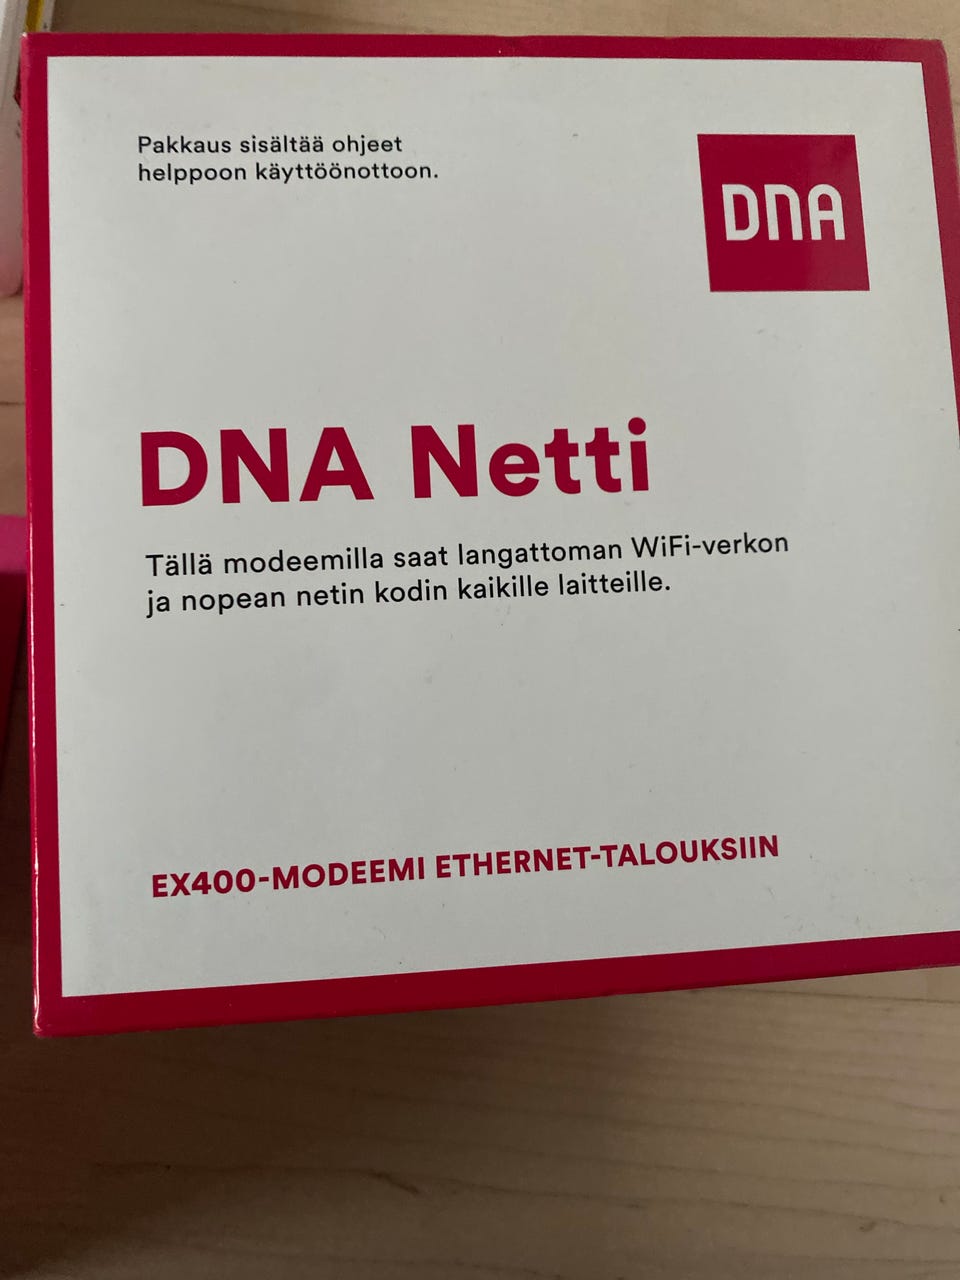 Pakkaus sisältää ohjeet
helppoon käyttöönottoon.
DNA
DNA Netti
Tällä modeemilla saat langattoman WiFi-verkon
ja nopean netin kodin kaikille laitteille.
EX400-MODEEMI ETHERNET-TALOUKSIIN